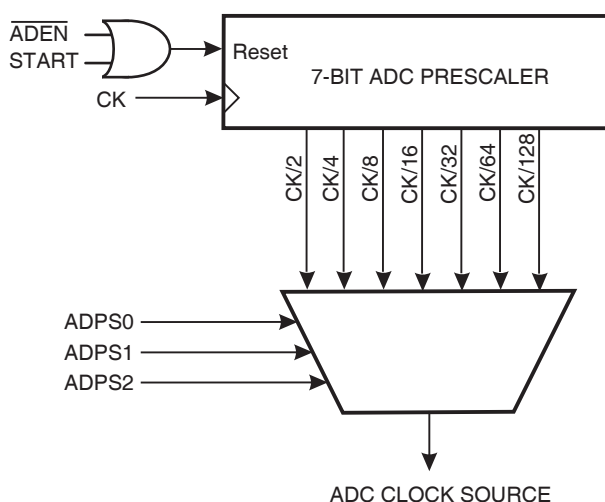 ADEN
START
Reset
7-BIT ADC PRESCALER
CK
CK/2
CK/4
CK/8
CK/16
CK/32
CK/64
CK/128
ADPS0
ADPS1
ADPS2
ADC CLOCK SOURCE